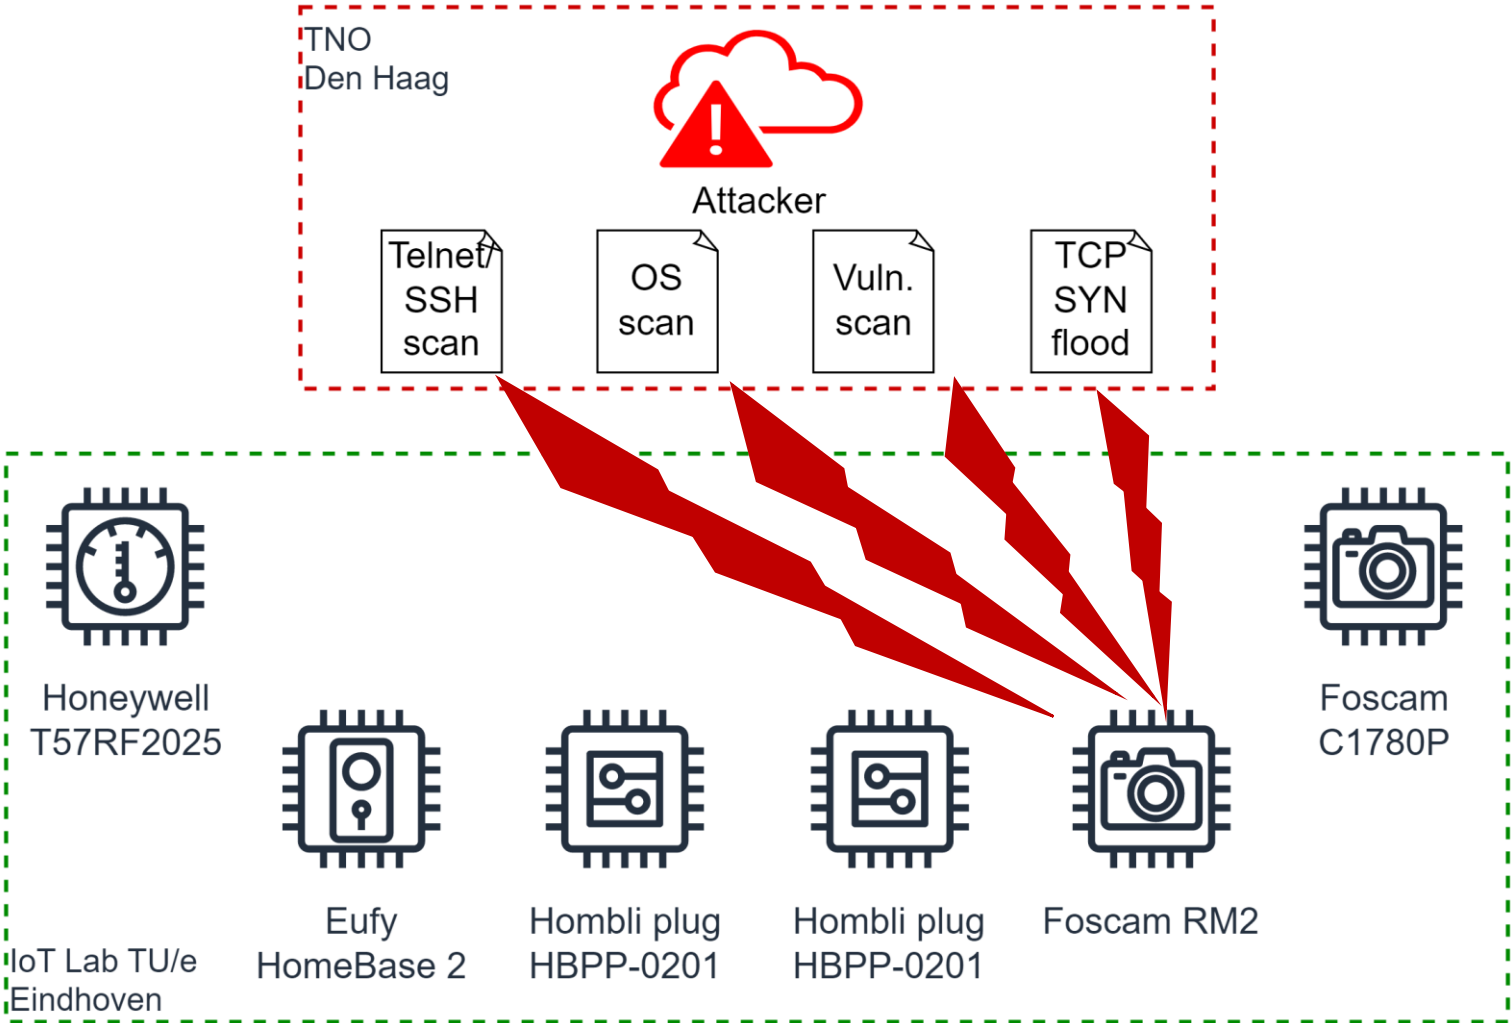 TNO
Den Haag
Attacker
Telnet/
SSH
scan
OS
scan
Vuln.
scan
TCP
SYN
flood
Honeywell
T57RF2025
Foscam
C1780P
Eufy
HomeBase 2
Hombli plug
HBPP-0201
Hombli plug
HBPP-0201
Foscam RM2
IoT Lab TU/e
Eindhoven